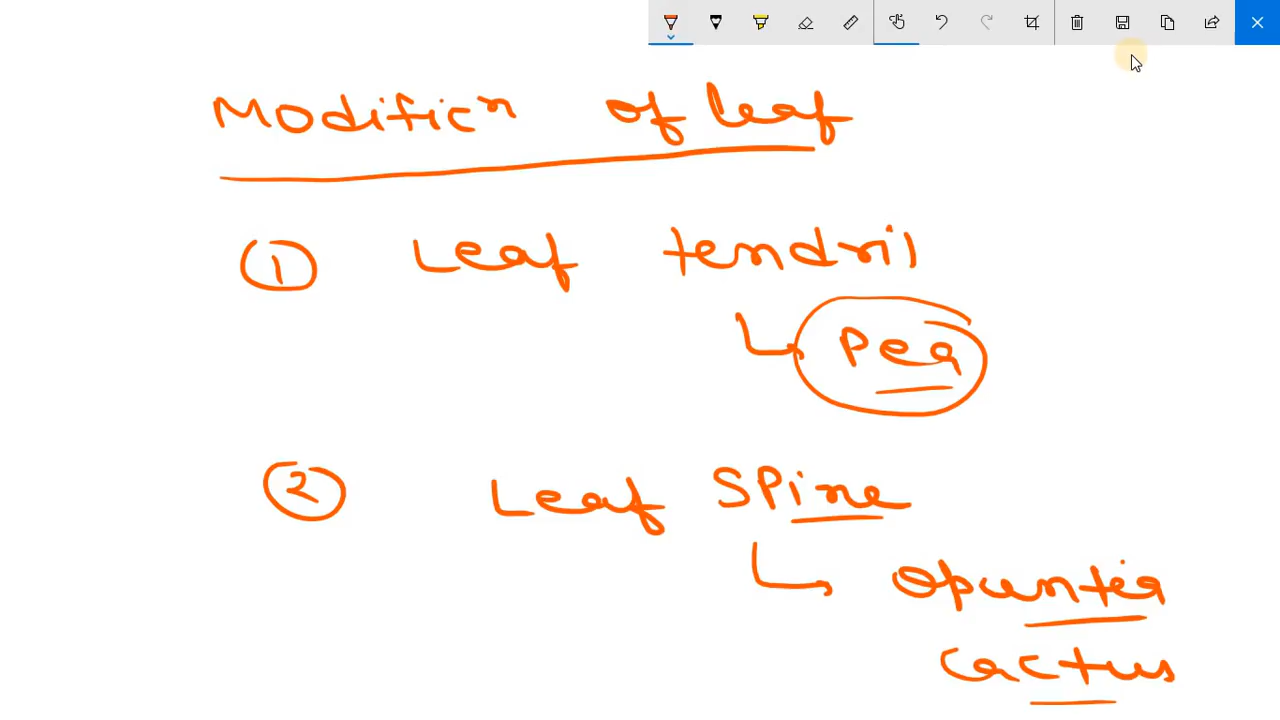 Modificⁿ of leaf
1 Leaf tendril
Pea
2 Leaf Spine
Opuntia
Cactus